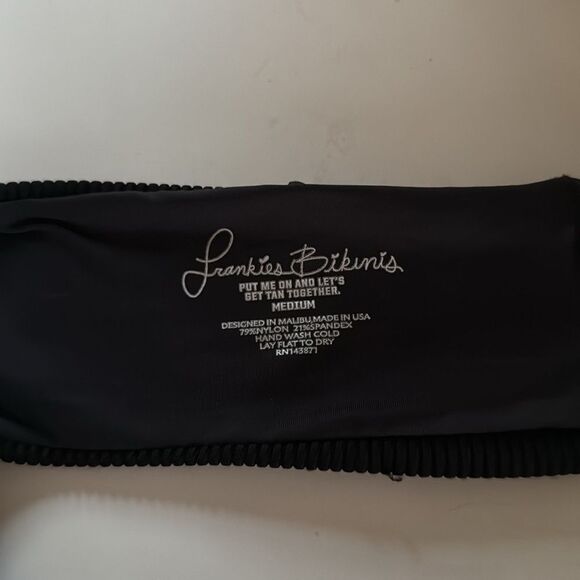 Frankies Bikinis
PUT ME ON AND LET'S
GET TAN TOGETHER.
MEDIUM
DESIGNED IN MALIBU,MADE IN USA
79%NYLON 21%SPANDEX
HAND WASH COLD
LAY FLAT TO DRY
RN143871